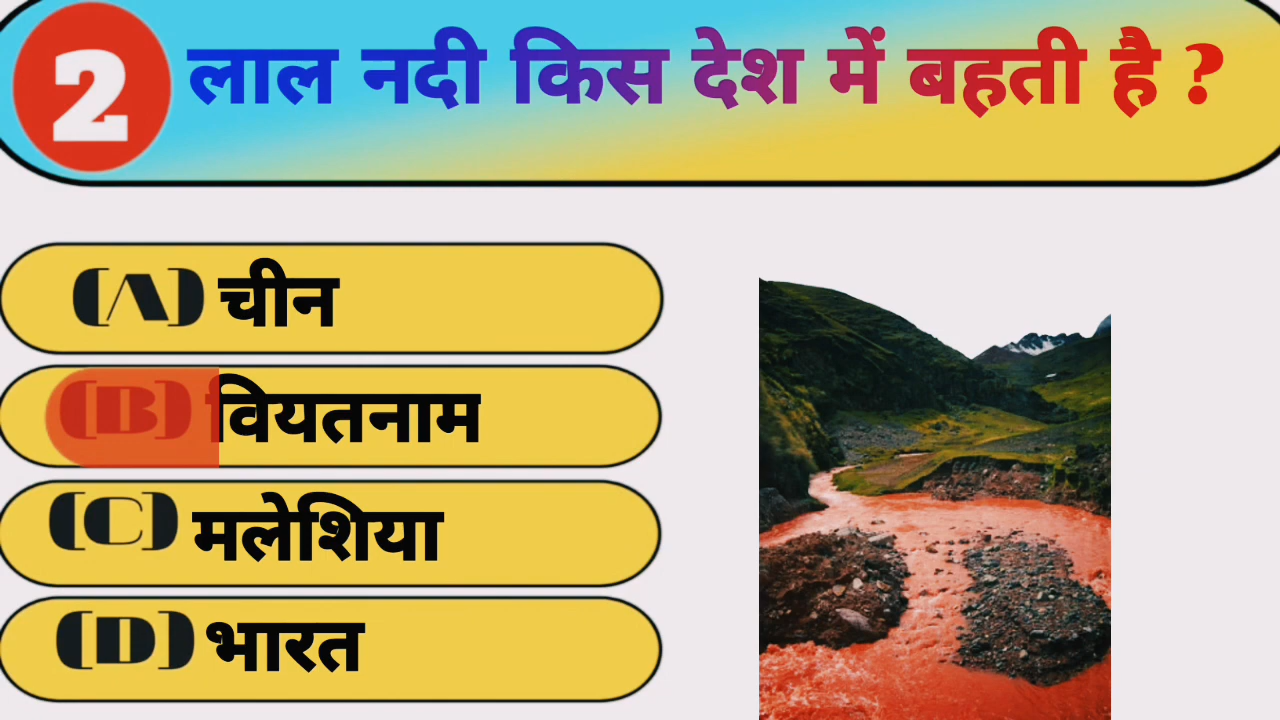 2 लाल नदी किस देश में बहती है ?
(A) चीन
(B) वियतनाम
(C) मलेशिया
(D) भारत